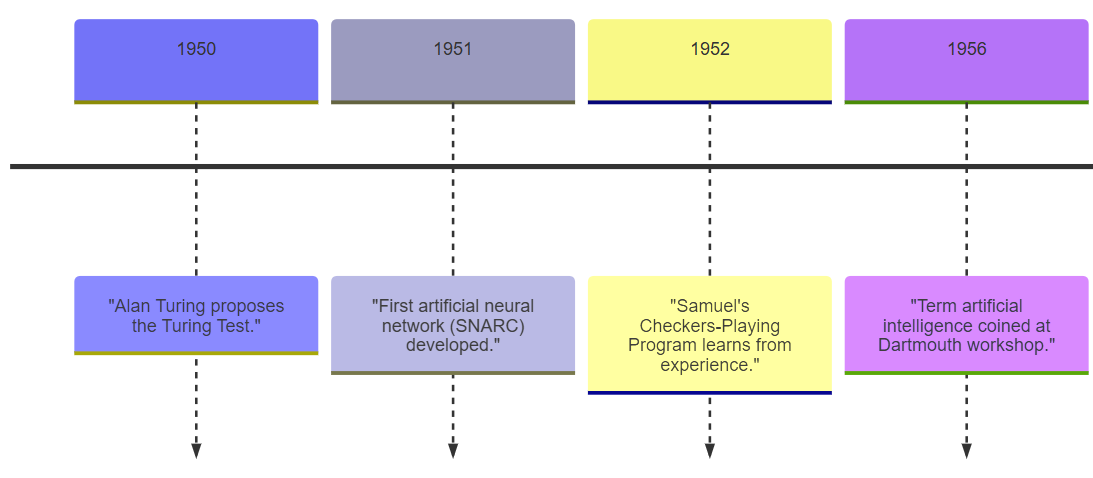 1950
1951
1952
1956
"Alan Turing proposes
the Turing Test."
"First artificial neural
network (SNARC)
developed."
"Samuel's
Checkers-Playing
Program learns from
experience."
"Term artificial
intelligence coined at
Dartmouth workshop."